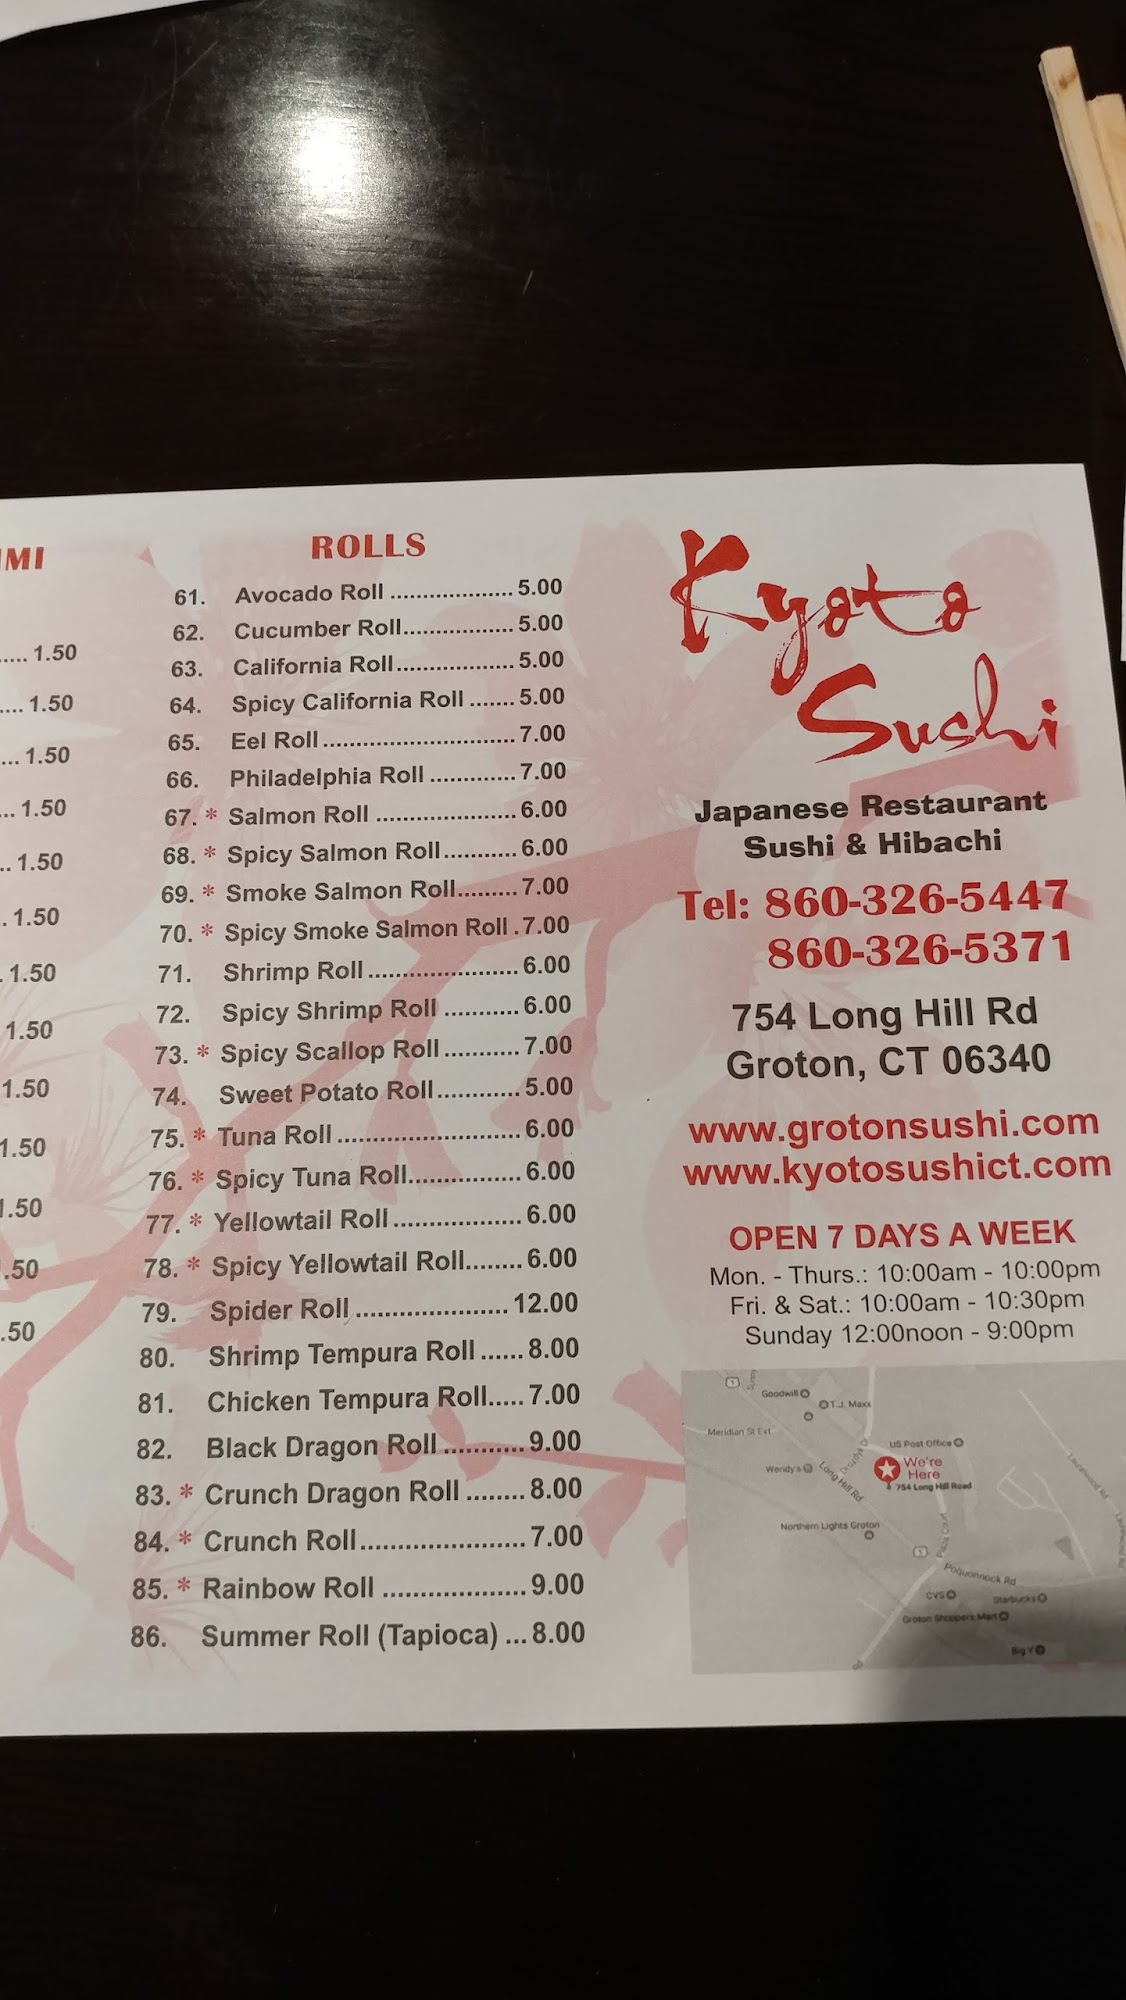 MI
..... 1.50
.... 1.50
... 1.50
... 1.50
.. 1.50
. 1.50
. 1.50
1.50
1.50
1.50
1.50
.50
.50
ROLLS
61. Avocado Roll ................... 5.00
62. Cucumber Roll................. 5.00
63. California Roll.................. 5.00
64. Spicy California Roll ....... 5.00
65. Eel Roll ............................. 7.00
66. Philadelphia Roll ............. 7.00
67. * Salmon Roll ..................... 6.00
68. * Spicy Salmon Roll........... 6.00
69. * Smoke Salmon Roll......... 7.00
70. * Spicy Smoke Salmon Roll . 7.00
71. Shrimp Roll ...................... 6.00
72. Spicy Shrimp Roll ........... 6.00
73. * Spicy Scallop Roll ........... 7.00
74. Sweet Potato Roll............ 5.00
75. * Tuna Roll ........................... 6.00
76. * Spicy Tuna Roll................ 6.00
77. * Yellowtail Roll ................... 6.00
78. * Spicy Yellowtail Roll........ 6.00
79. Spider Roll ...................... 12.00
80. Shrimp Tempura Roll ...... 8.00
81. Chicken Tempura Roll..... 7.00
82. Black Dragon Roll ............ 9.00
83. * Crunch Dragon Roll ......... 8.00
84. * Crunch Roll........................ 7.00
85. * Rainbow Roll .................... 9.00
86. Summer Roll (Tapioca) ... 8.00
Kyoto
Sushi
Japanese Restaurant
Sushi & Hibachi
Tel: 860-326-5447
860-326-5371
754 Long Hill Rd
Groton, CT 06340
www.grotonsushi.com
www.kyotosushict.com
OPEN 7 DAYS A WEEK
Mon. - Thurs.: 10:00am - 10:00pm
Fri. & Sat.: 10:00am - 10:30pm
Sunday 12:00noon - 9:00pm
1
Goodwill
T.J. Maxx
Meridian St Ext
US Post Office
Wendy's
Long Hill Rd
Drozdyk D
We're
Here
754 Long Hill Road
Laurelwood Rd
Northern Lights Groton
1
Plaza Court
Poquonnock Rd
CVS
Starbucks
Groton Shoppers Mart
Big Y
Rd